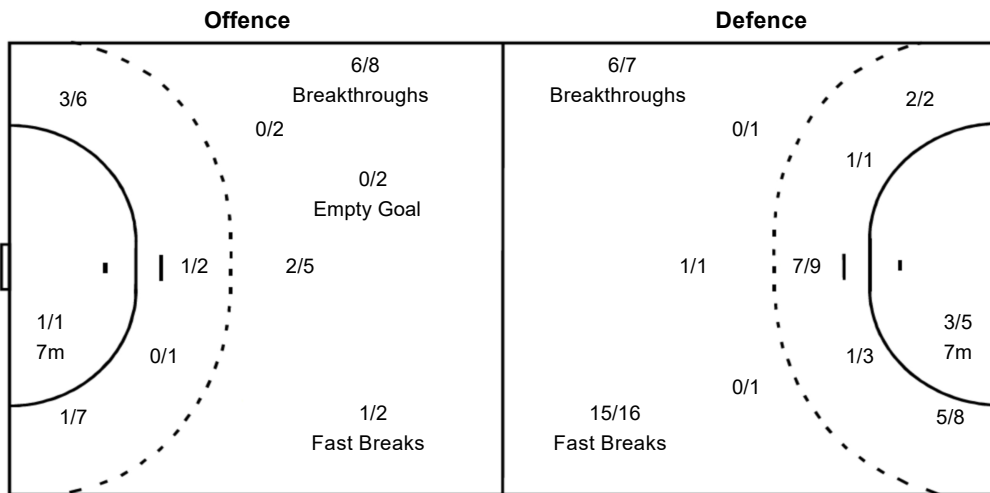 Offence
6/8
Breakthroughs
3/6
0/2
0/2
Empty Goal
1/2
2/5
1/1
7m
0/1
1/7
1/2
Fast Breaks
Defence
6/7
Breakthroughs
2/2
0/1
1/1
1/1
7/9
3/5
7m
1/3
0/1
15/16
Fast Breaks
5/8